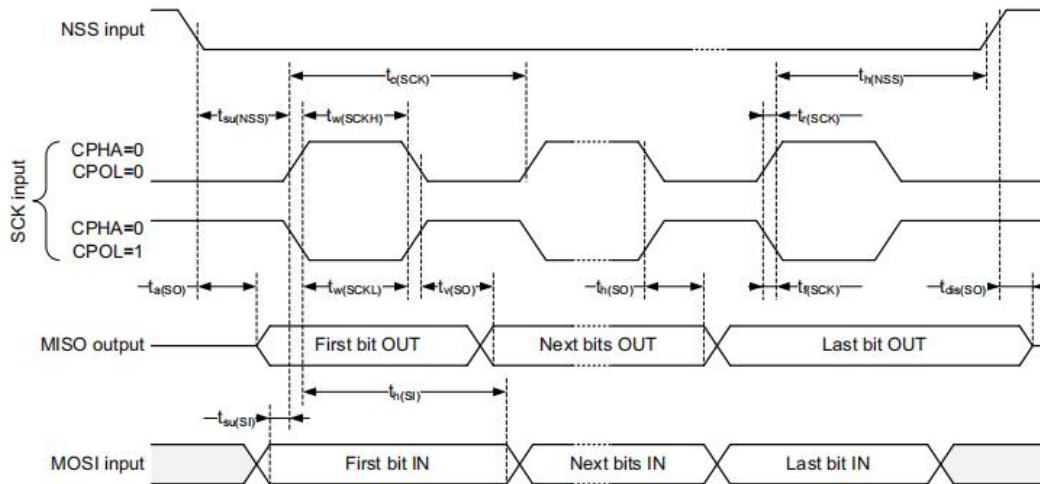 NSS input
tc(SCK)
th(NSS)
tsu(NSS)
tw(SCKH)
tr(SCK)
SCK input
CPHA=0
CPOL=0
CPHA=0
CPOL=1
ta(SO)
tw(SCKL)
tv(SO)
th(SO)
tf(SCK)
tdis(SO)
MISO output
First bit OUT
Next bits OUT
Last bit OUT
th(SI)
tsu(SI)
MOSI input
First bit IN
Next bits IN
Last bit IN